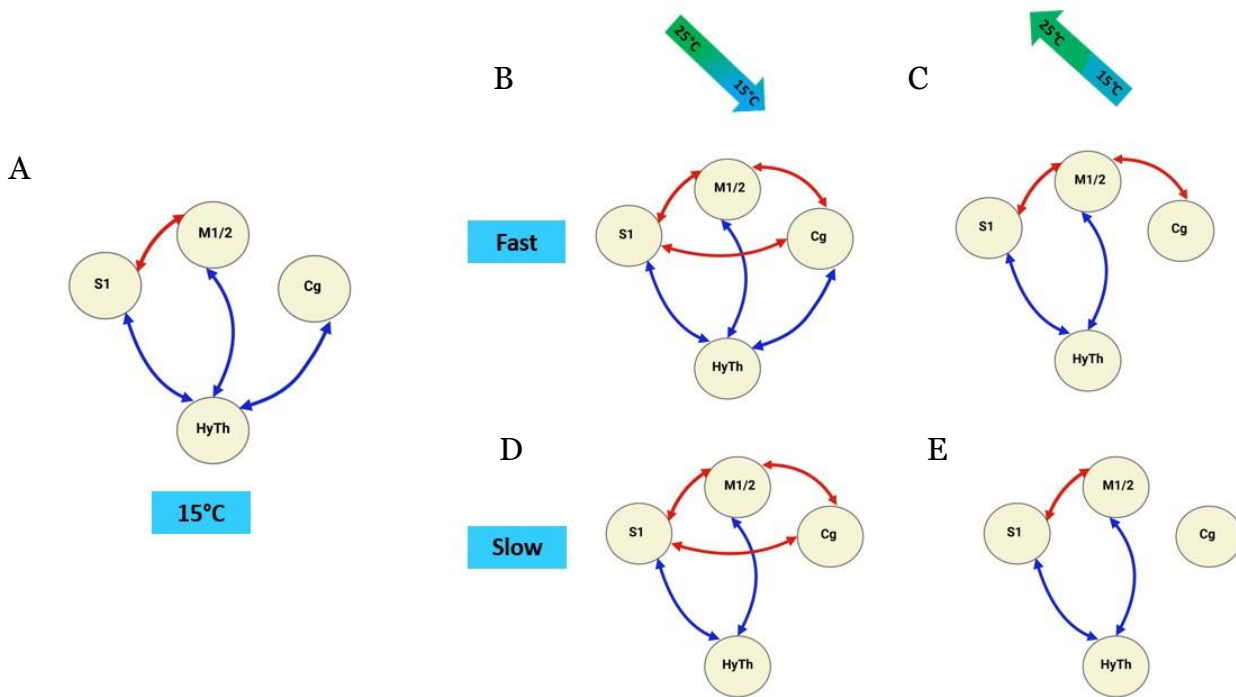 A
S1
M1/2
Cg
HyTh
15°C
B
25°C
15°C
Fast
M1/2
S1
Cg
HyTh
C
25°C
15°C
M1/2
S1
Cg
HyTh
D
Slow
M1/2
S1
Cg
HyTh
E
M1/2
S1
Cg
HyTh